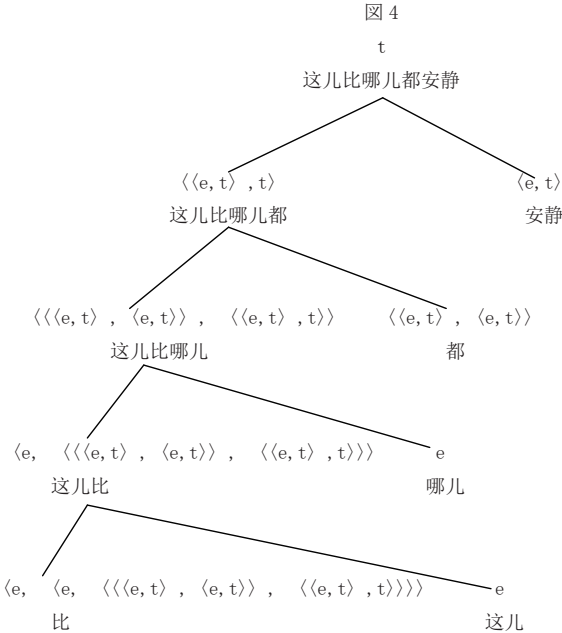 図 4
t
这儿比哪儿都安静
〈〈e,t〉,t〉 〈e,t〉
这儿比哪儿都 安静
〈〈〈e,t〉, 〈e,t〉〉, 〈〈e,t〉,t〉〉 〈〈e,t〉, 〈e,t〉〉
这儿比哪儿 都
〈e, 〈〈〈e,t〉, 〈e,t〉〉, 〈〈e,t〉,t〉〉〉 e
这儿比 哪儿
〈e, 〈e, 〈〈〈e,t〉, 〈e,t〉〉, 〈〈e,t〉,t〉〉〉〉 e
比 这儿